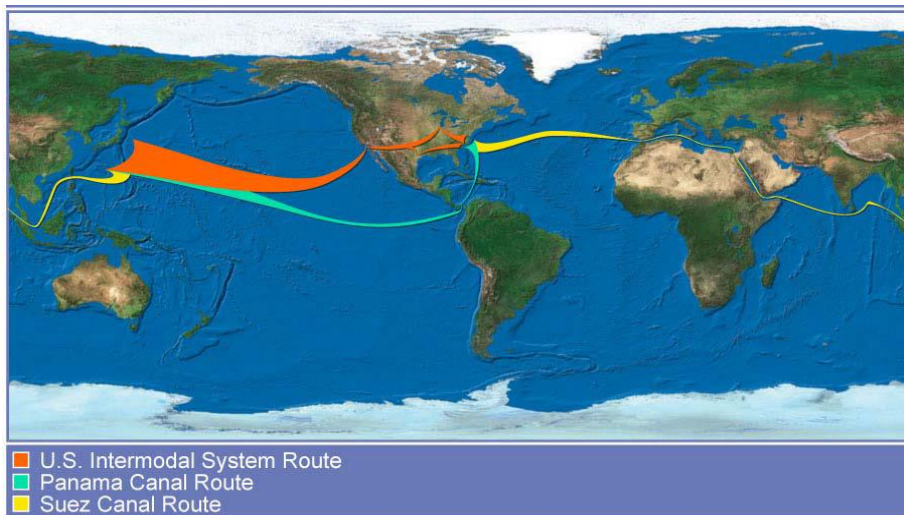 U.S. Intermodal System Route
Panama Canal Route
Suez Canal Route